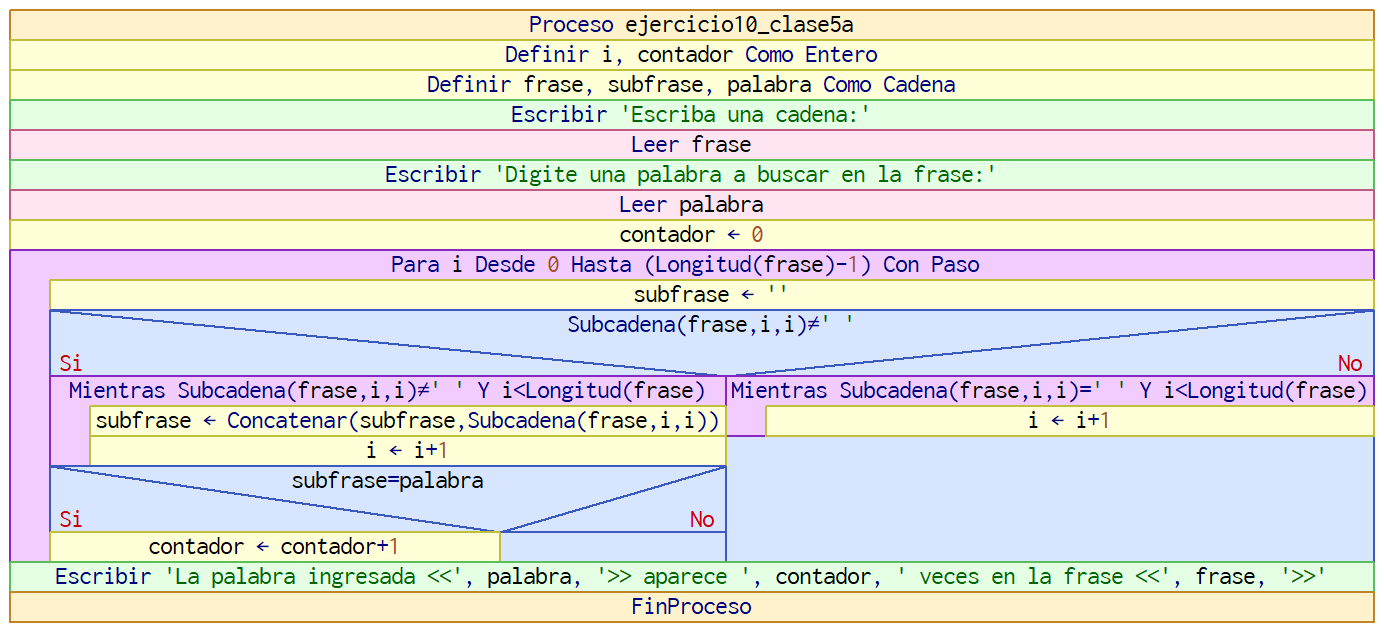 Proceso ejercicio10_clase5a
Definir i, contador Como Entero
Definir frase, subfrase, palabra Como Cadena
Escribir 'Escriba una cadena:'
Leer frase
Escribir 'Digite una palabra a buscar en la frase:'
Leer palabra
contador ← 0
Para i Desde 0 Hasta (Longitud(frase)-1) Con Paso
subfrase ← ''
Subcadena(frase,i,i)≠' '
Si No
Mientras Subcadena(frase,i,i)≠' ' Y i<Longitud(frase) Mientras Subcadena(frase,i,i)=' ' Y i<Longitud(frase)
subfrase ← Concatenar(subfrase,Subcadena(frase,i,i)) i ← i+1
i ← i+1
subfrase=palabra
Si No
contador ← contador+1
Escribir 'La palabra ingresada <<', palabra, '>> aparece ', contador, ' veces en la frase <<', frase, '>>'
FinProceso